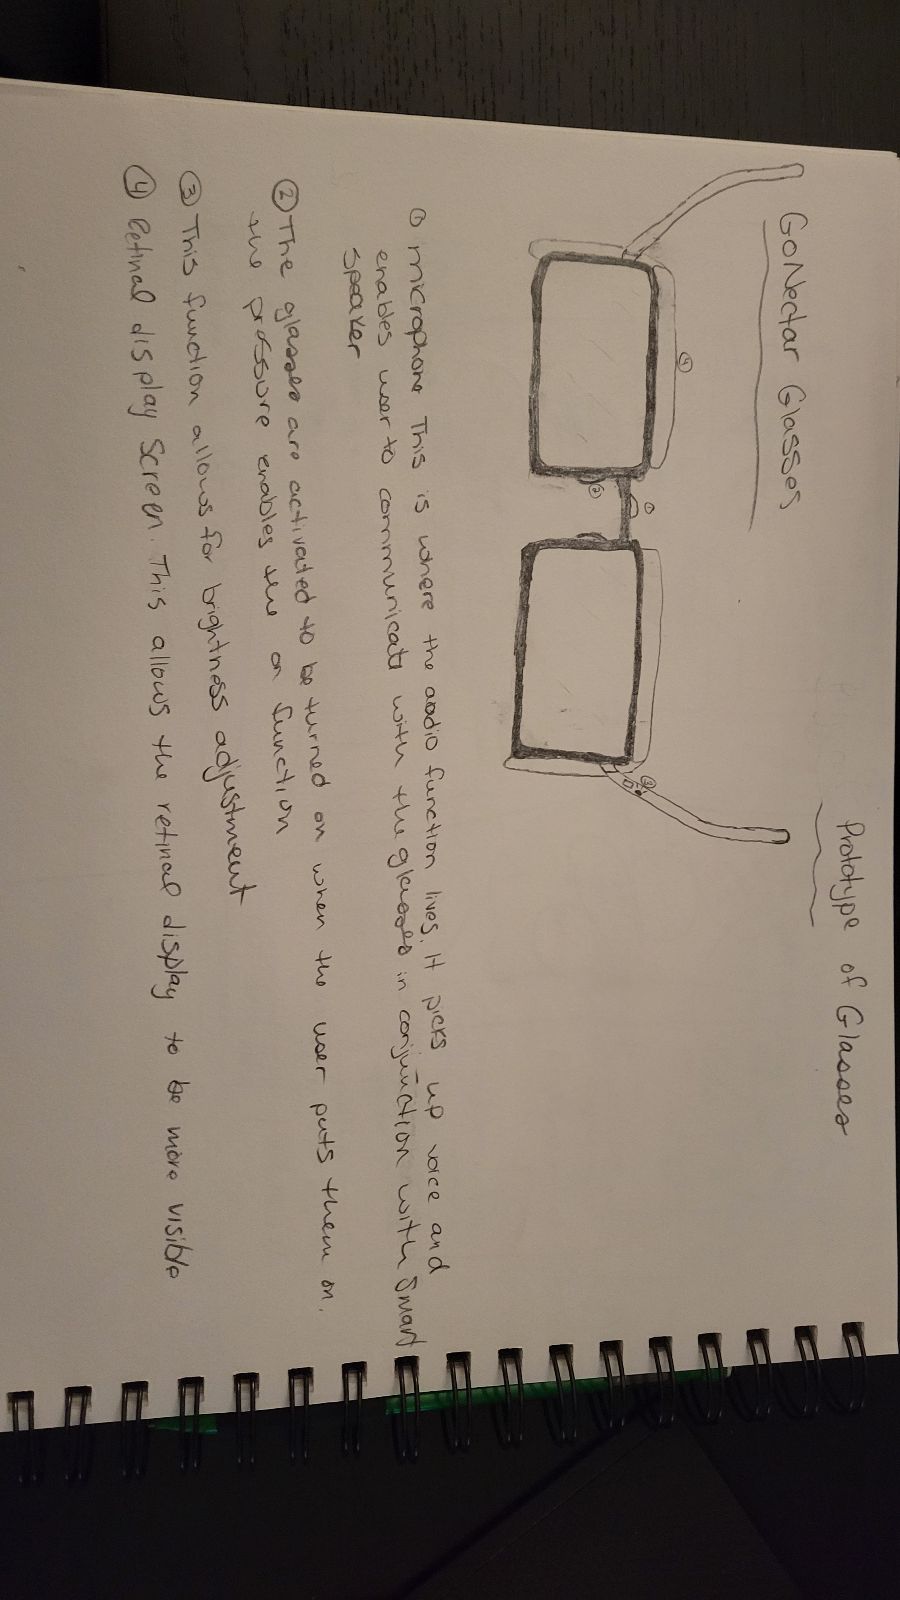 Prototype of Glasses
GoNectar Glasses
④
①
③
②
① microphone This is where the audio function lives. It picks up voice and
enables user to communicate with the glasses in conjunction with Smart
speaker
② The glasses are activated to be turned on when the user puts them on.
the pressure enables the on function
③ This function allows for brightness adjustment
④ Retinal display Screen. This allows the retinal display to be more visible